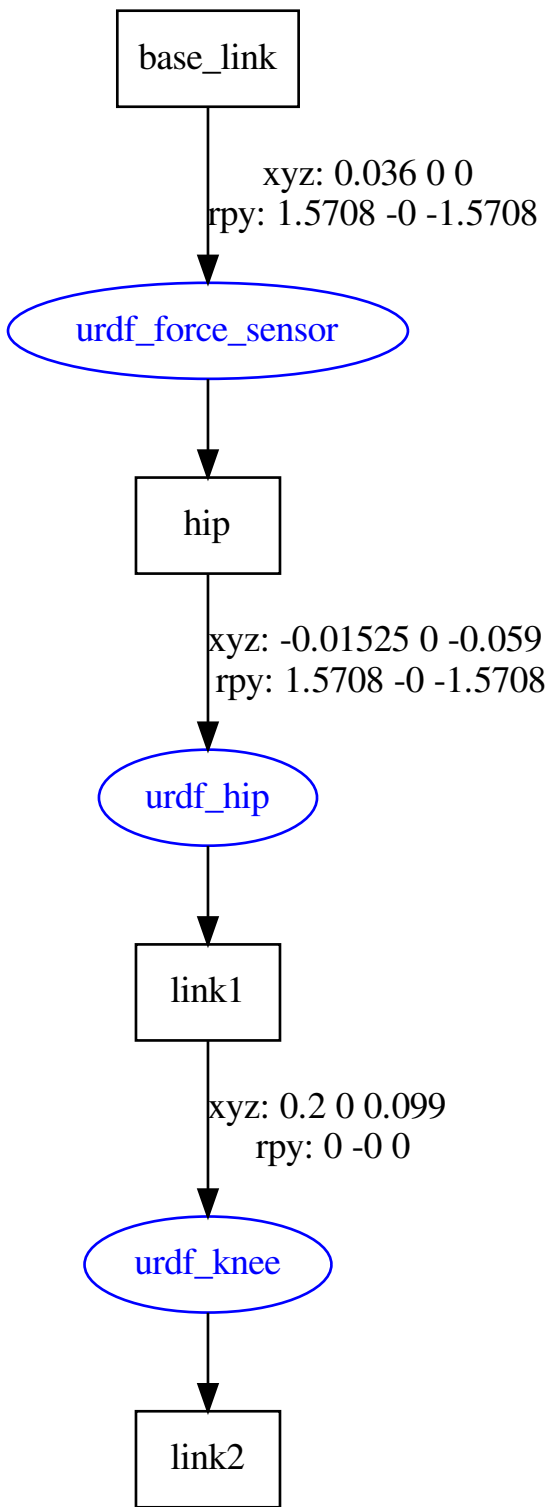 base_link
xyz: 0.036 0 0
rpy: 1.5708 -0 -1.5708
urdf_force_sensor
hip
xyz: -0.01525 0 -0.059
rpy: 1.5708 -0 -1.5708
urdf_hip
link1
xyz: 0.2 0 0.099
rpy: 0 -0 0
urdf_knee
link2